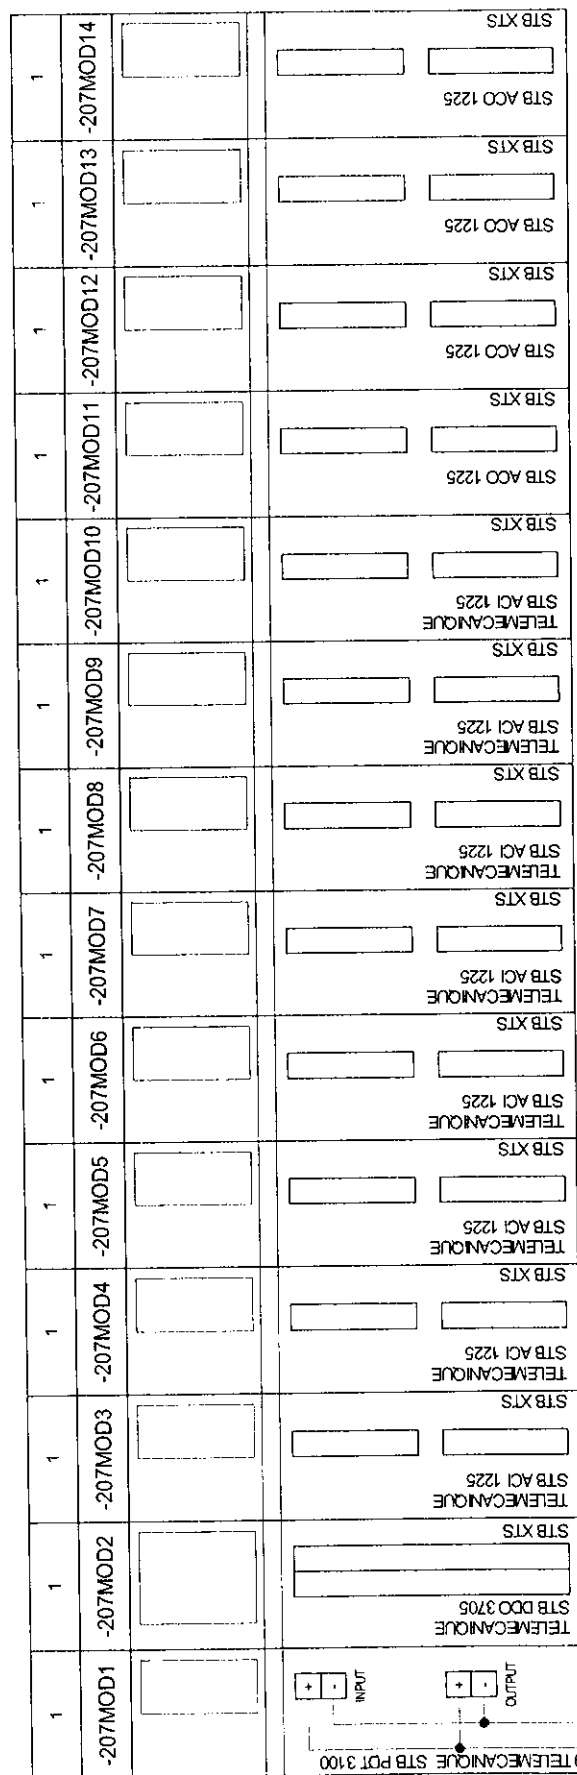 1
-207MOD14
STB XTS
STB ACO 1225
1
-207MOD13
STB XTS
STB ACO 1225
1
-207MOD12
STB XTS
STB ACO 1225
1
-207MOD11
STB XTS
STB ACO 1225
1
-207MOD10
STB XTS
STB ACI 1225
TELEMECANIQUE
1
-207MOD9
STB XTS
STB ACI 1225
TELEMECANIQUE
1
-207MOD8
STB XTS
STB ACI 1225
TELEMECANIQUE
1
-207MOD7
STB XTS
STB ACI 1225
TELEMECANIQUE
1
-207MOD6
STB XTS
STB ACI 1225
TELEMECANIQUE
1
-207MOD5
STB XTS
STB ACI 1225
TELEMECANIQUE
1
-207MOD4
STB XTS
STB ACI 1225
TELEMECANIQUE
1
-207MOD3
STB XTS
STB ACI 1225
TELEMECANIQUE
1
-207MOD2
STB XTS
STB DDO 3705
TELEMECANIQUE
1
-207MOD1
+ -
INPUT
+ -
OUTPUT
TELEMECANIQUE STB PDT 3100